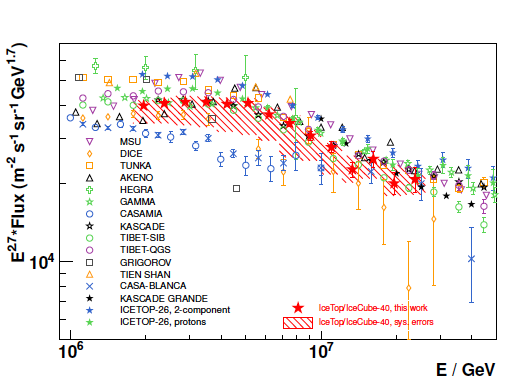 E^2.7*Flux (m^-2 s^-1 sr^-1 GeV^1.7)
MSU
DICE
TUNKA
AKENO
HEGRA
GAMMA
CASAMIA
KASCADE
TIBET-SIB
TIBET-QGS
GRIGOROV
TIEN SHAN
CASA-BLANCA
KASCADE GRANDE
ICETOP-26, 2-component
ICETOP-26, protons
IceTop/IceCube-40, this work
IceTop/IceCube-40, sys. errors
10^4
10^6
10^7
E / GeV